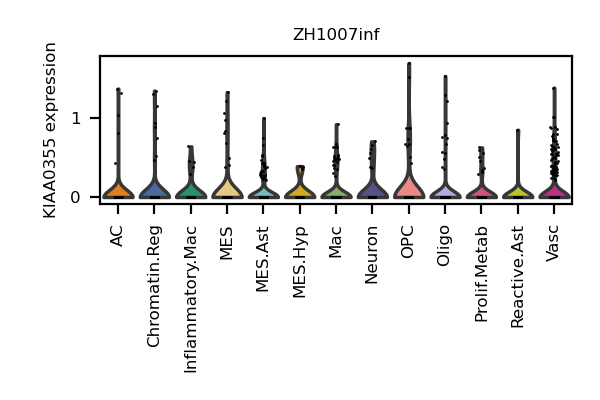 ZH1007inf
KIAA0355 expression
1
0
AC
Chromatin.Reg
Inflammatory.Mac
MES
MES.Ast
MES.Hyp
Mac
Neuron
OPC
Oligo
Prolif.Metab
Reactive.Ast
Vasc